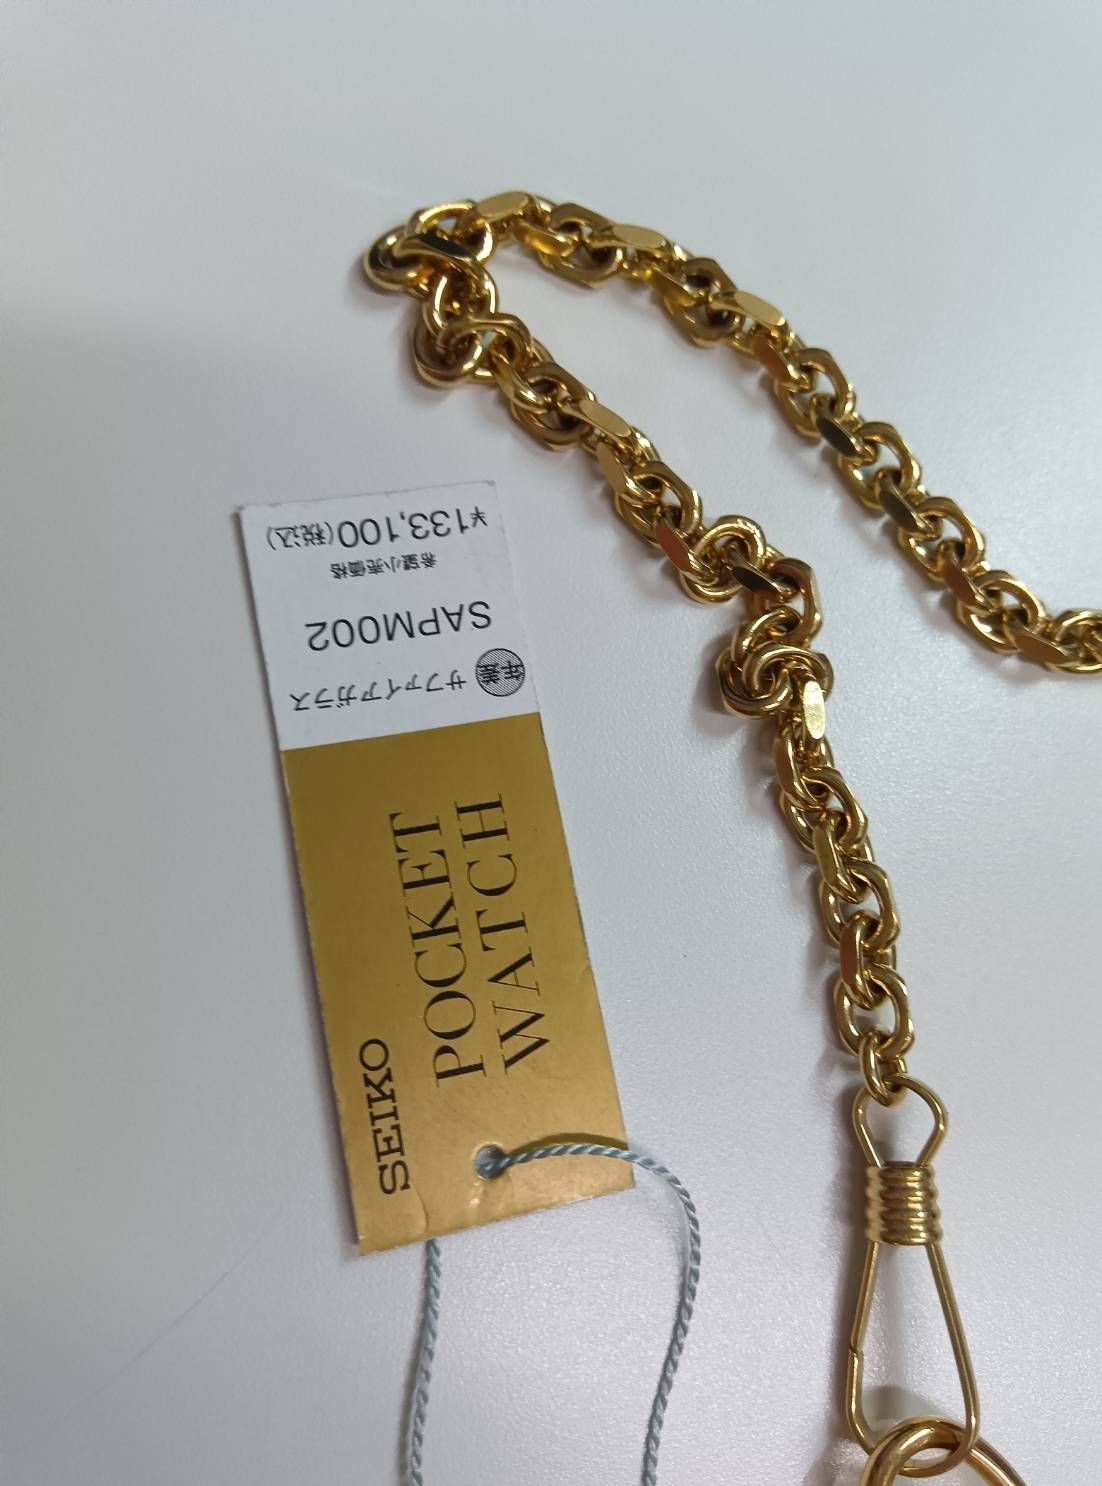 SEIKO
POCKET
WATCH
年差 サファイアガラス
SAPM002
希望小売価格
¥133,100(税込)